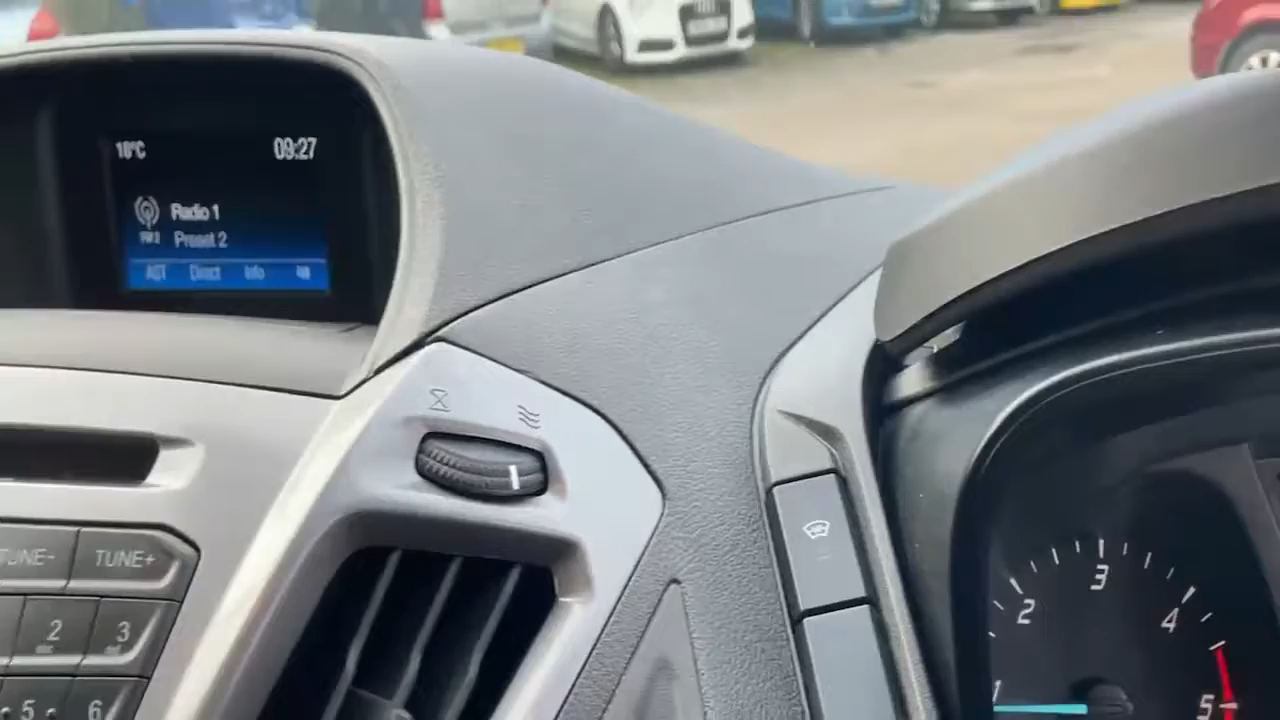 18°C 09:27
Radio 1
Preset 2
AST Direct Info
TUNE- TUNE+
2 3
5 6
1 2 3 4 5